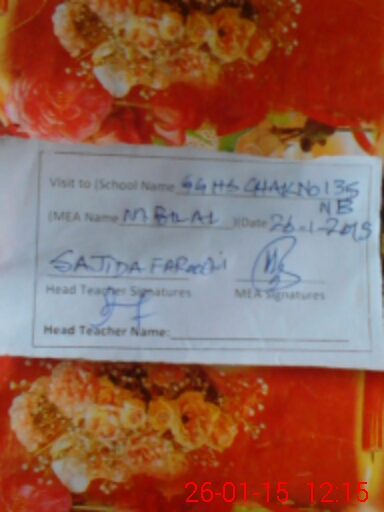 Visit to (School Name GGHS CHAK No 135
NB
(MEA Name M BILAL )(Date 26-1-2015
SAJIDA FAROOQI
Head Teacher Signatures MEA Signatures
Head Teacher Name:
26-01-15 12:15